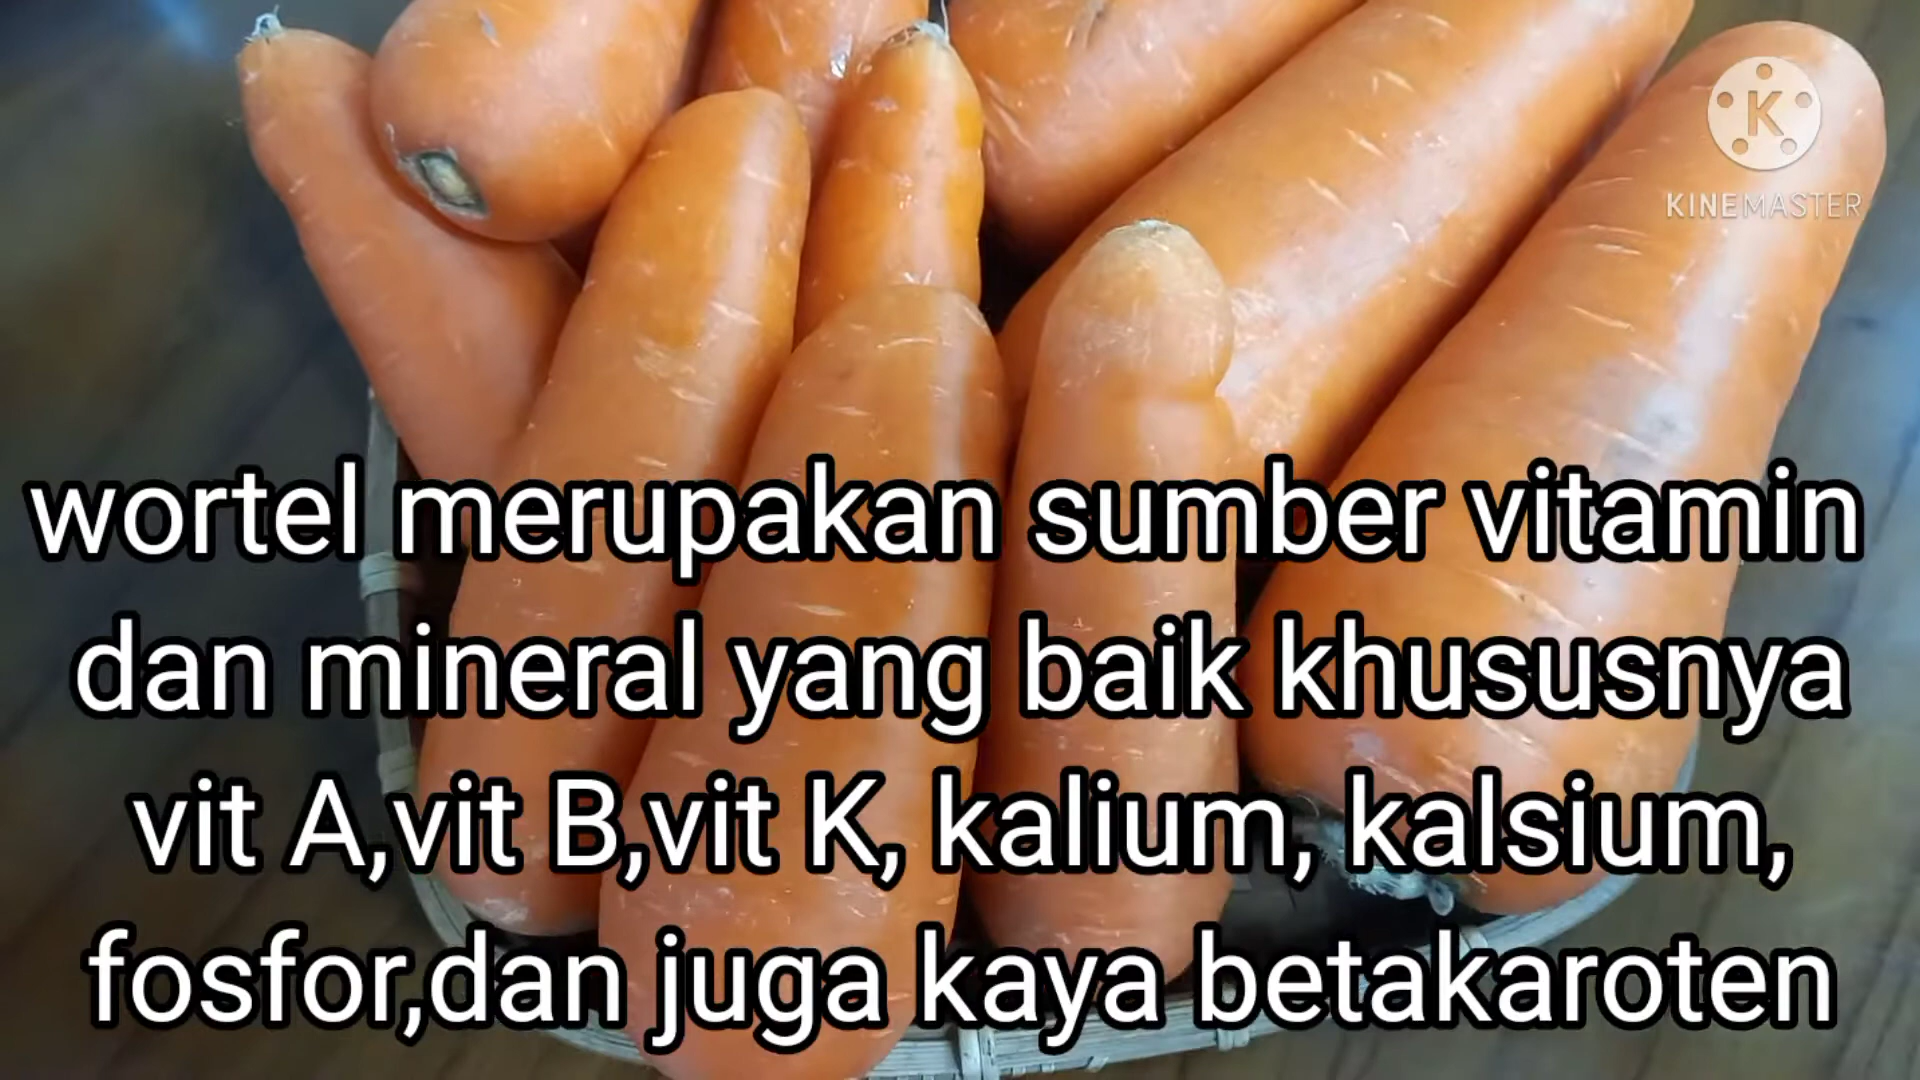 K
KINEMASTER
wortel merupakan sumber vitamin
dan mineral yang baik khususnya
vit A,vit B,vit K, kalium, kalsium,
fosfor,dan juga kaya betakaroten